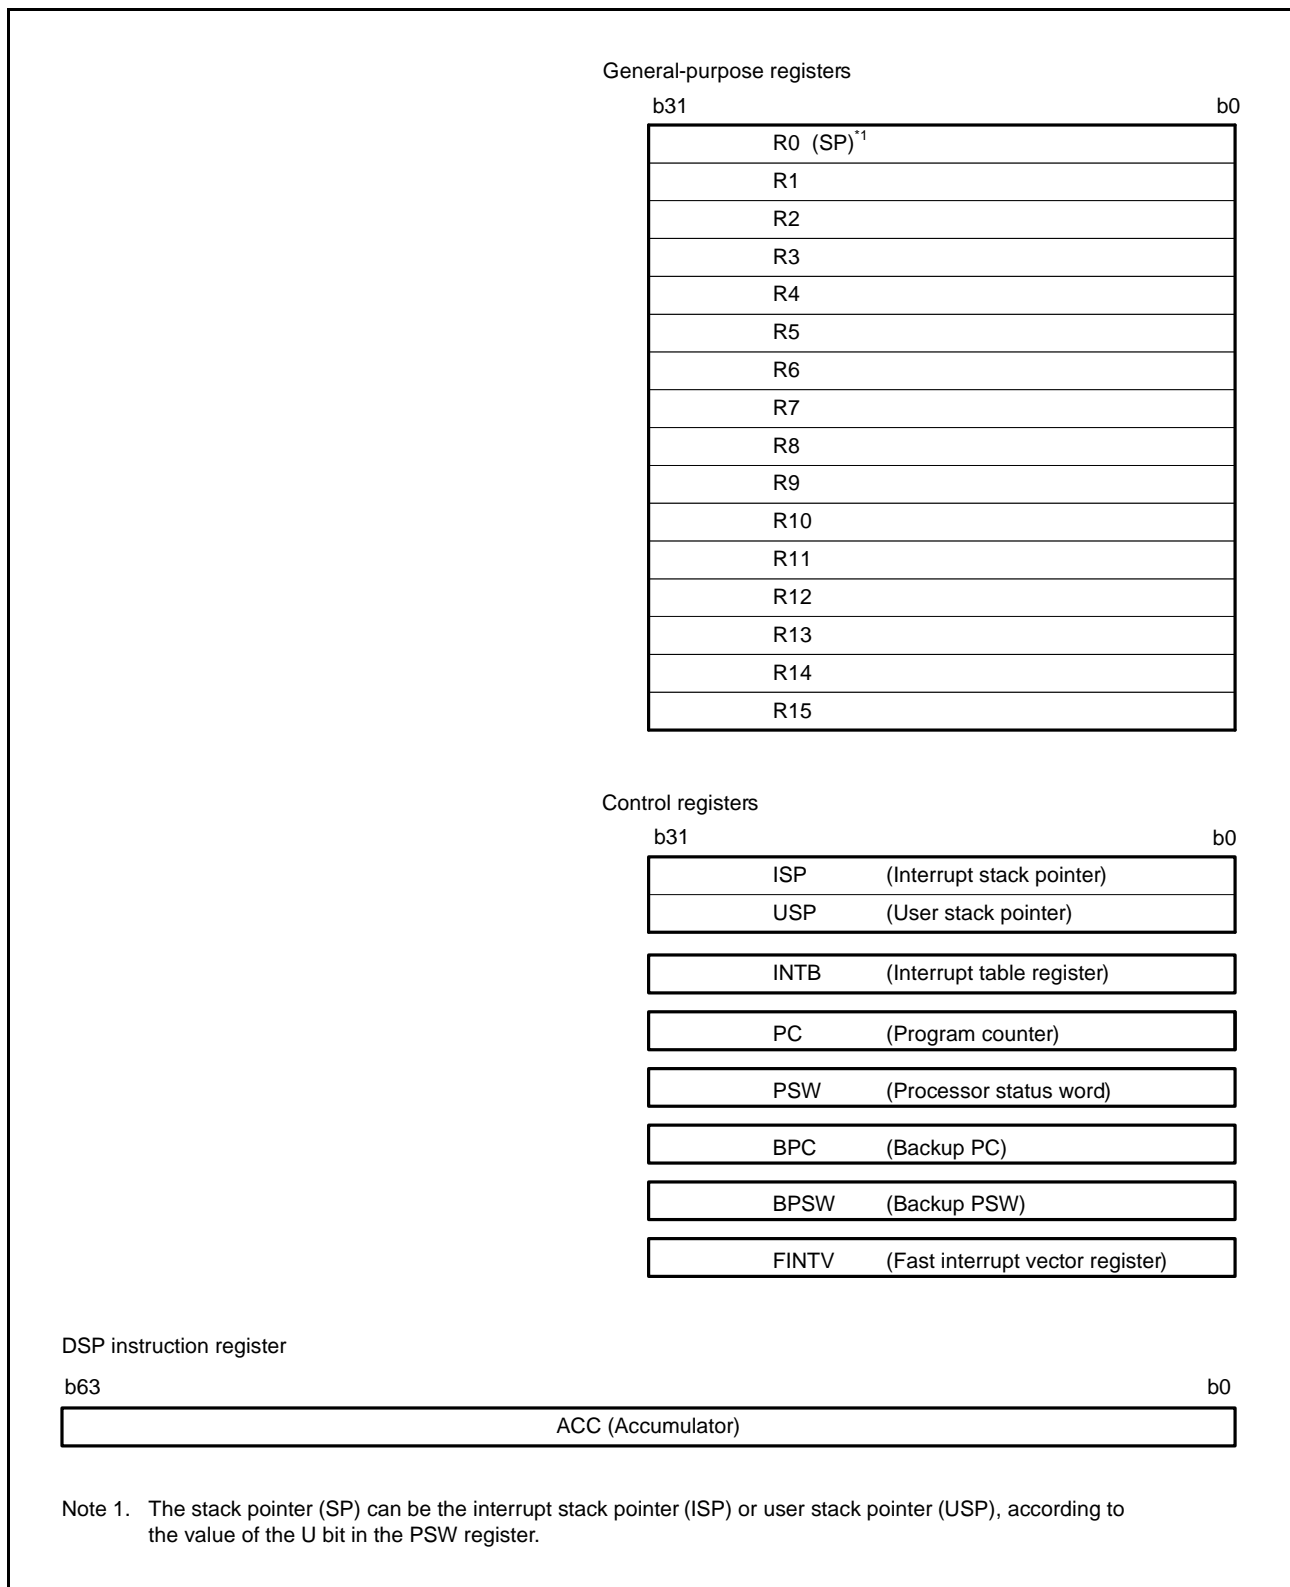 General-purpose registers
b31 b0
R0 (SP)*1
R1
R2
R3
R4
R5
R6
R7
R8
R9
R10
R11
R12
R13
R14
R15
Control registers
b31 b0
ISP (Interrupt stack pointer)
USP (User stack pointer)
INTB (Interrupt table register)
PC (Program counter)
PSW (Processor status word)
BPC (Backup PC)
BPSW (Backup PSW)
FINTV (Fast interrupt vector register)
DSP instruction register
b63 b0
ACC (Accumulator)
Note 1. The stack pointer (SP) can be the interrupt stack pointer (ISP) or user stack pointer (USP), according to
the value of the U bit in the PSW register.